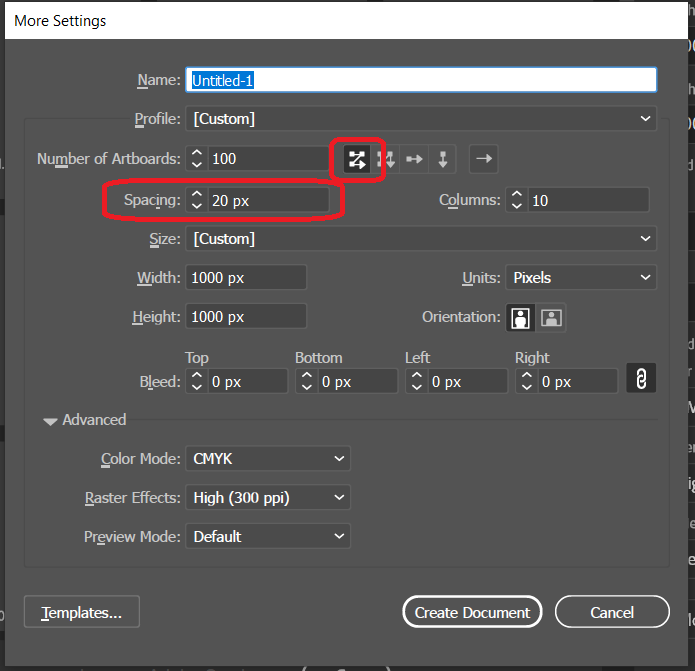 More Settings
Name: Untitled-1
Profile: [Custom]
Number of Artboards: 100
Spacing: 20 px Columns: 10
Size: [Custom]
Width: 1000 px Units: Pixels
Height: 1000 px Orientation:
Top Bottom Left Right
Bleed: 0 px 0 px 0 px 0 px
Advanced
Color Mode: CMYK
Raster Effects: High (300 ppi)
Preview Mode: Default
Templates... Create Document Cancel